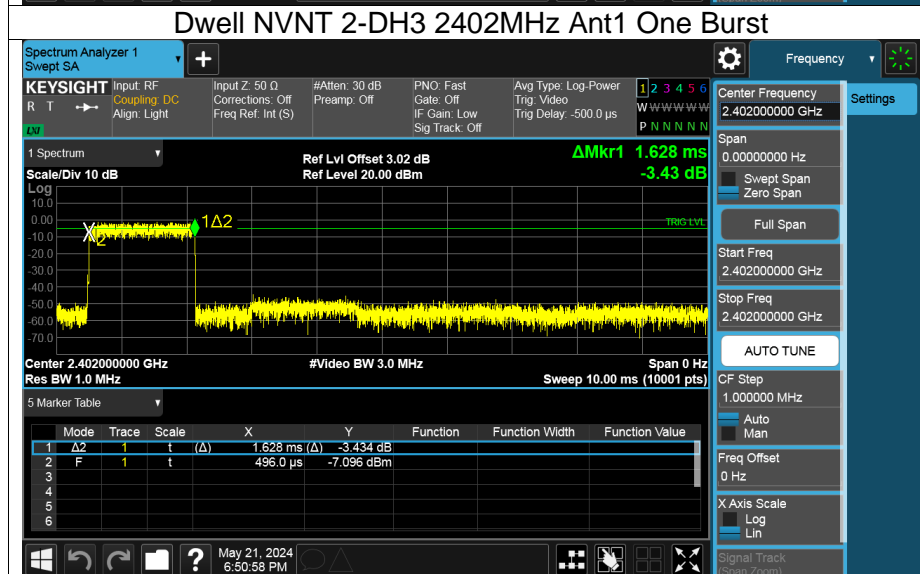 Dwell NVNT 2-DH3 2402MHz Ant1 One Burst
Spectrum Analyzer 1
Swept SA
+
Frequency
KEYSIGHT
R T
LXI
Input: RF
Coupling: DC
Align: Light
Input Z: 50 Ω
Corrections: Off
Freq Ref: Int (S)
#Atten: 30 dB
Preamp: Off
PNO: Fast
Gate: Off
IF Gain: Low
Sig Track: Off
Avg Type: Log-Power
Trig: Video
Trig Delay: -500.0 µs
1 2 3 4 5 6
W W W W W W
P N N N N N
1 Spectrum
Scale/Div 10 dB
Ref Lvl Offset 3.02 dB
Ref Level 20.00 dBm
ΔMkr1 1.628 ms
-3.43 dB
Log
10.0
0.00
-10.0
-20.0
-30.0
-40.0
-50.0
-60.0
-70.0
X2
1Δ2
TRIG LVL
Center 2.402000000 GHz
#Video BW 3.0 MHz
Span 0 Hz
Res BW 1.0 MHz
Sweep 10.00 ms (10001 pts)
5 Marker Table
Mode Trace Scale X Y Function Function Width Function Value
1 Δ2 1 t (Δ) 1.628 ms (Δ) -3.434 dB
2 F 1 t 496.0 µs -7.096 dBm
3
4
5
6
?
May 21, 2024
6:50:58 PM
Center Frequency
2.402000000 GHz
Span
0.00000000 Hz
Swept Span
Zero Span
Full Span
Start Freq
2.402000000 GHz
Stop Freq
2.402000000 GHz
AUTO TUNE
CF Step
1.000000 MHz
Auto
Man
Freq Offset
0 Hz
X Axis Scale
Log
Lin
Signal Track
(Span Zoom)
Settings